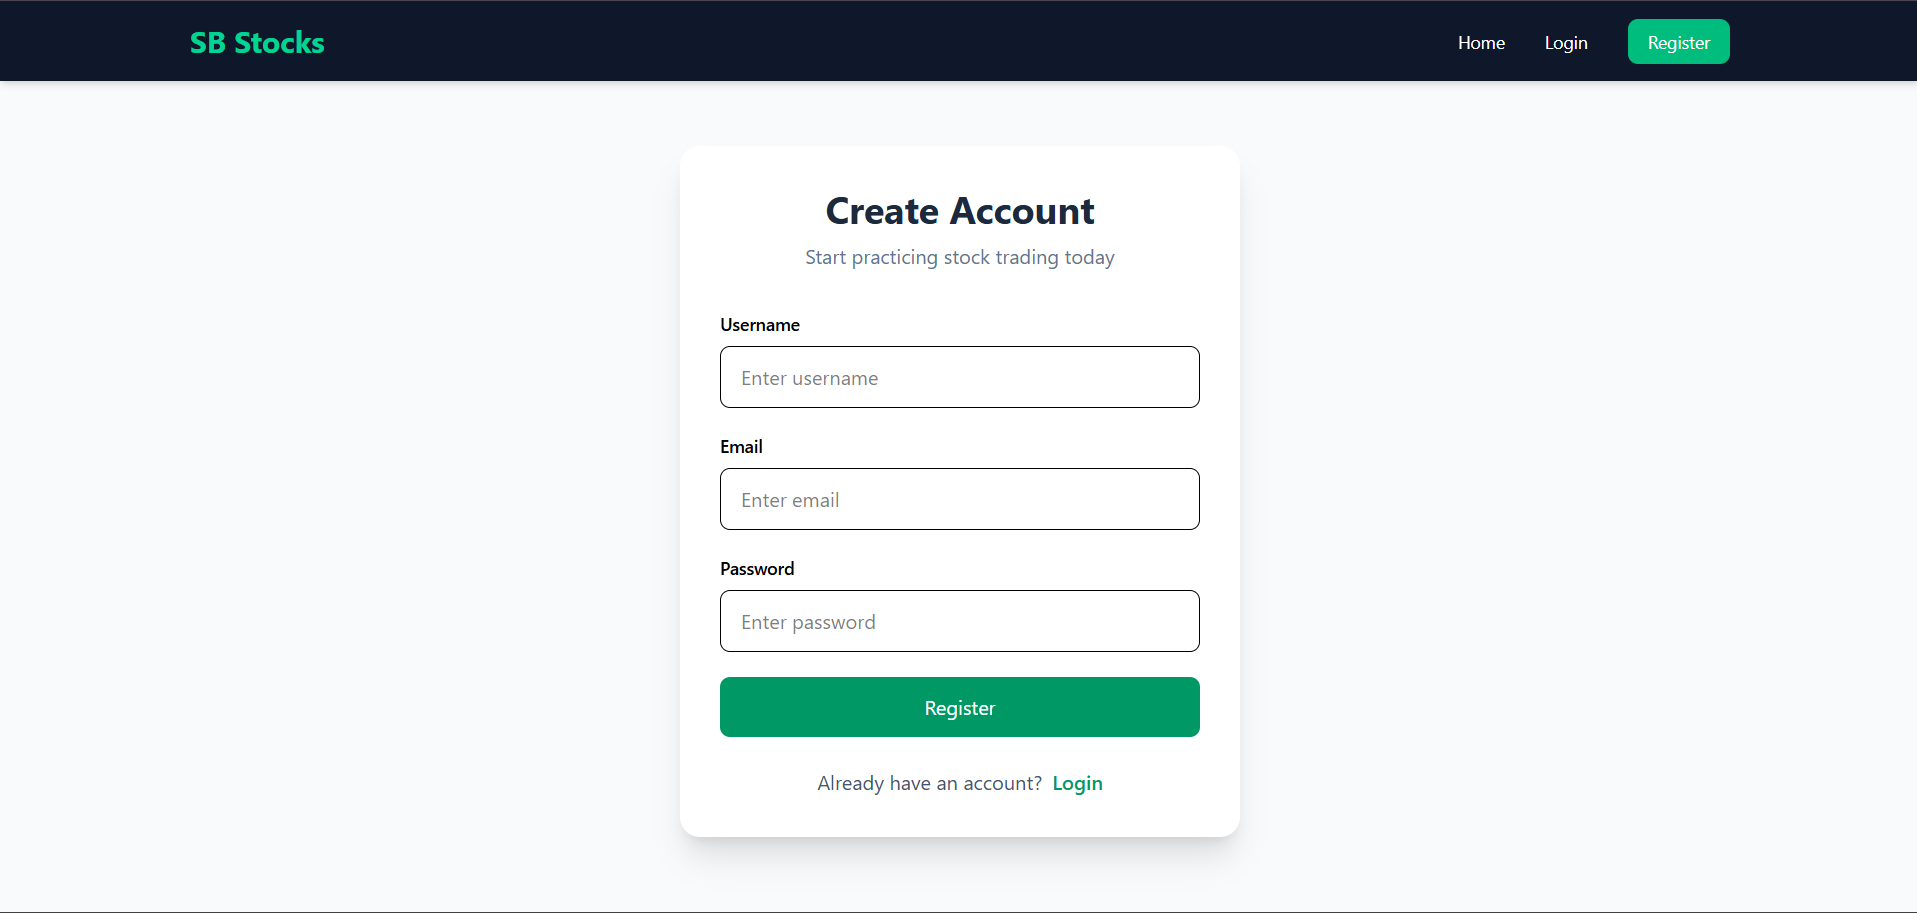 SB Stocks
Home Login Register
Create Account
Start practicing stock trading today
Username
Enter username
Email
Enter email
Password
Enter password
Register
Already have an account? Login